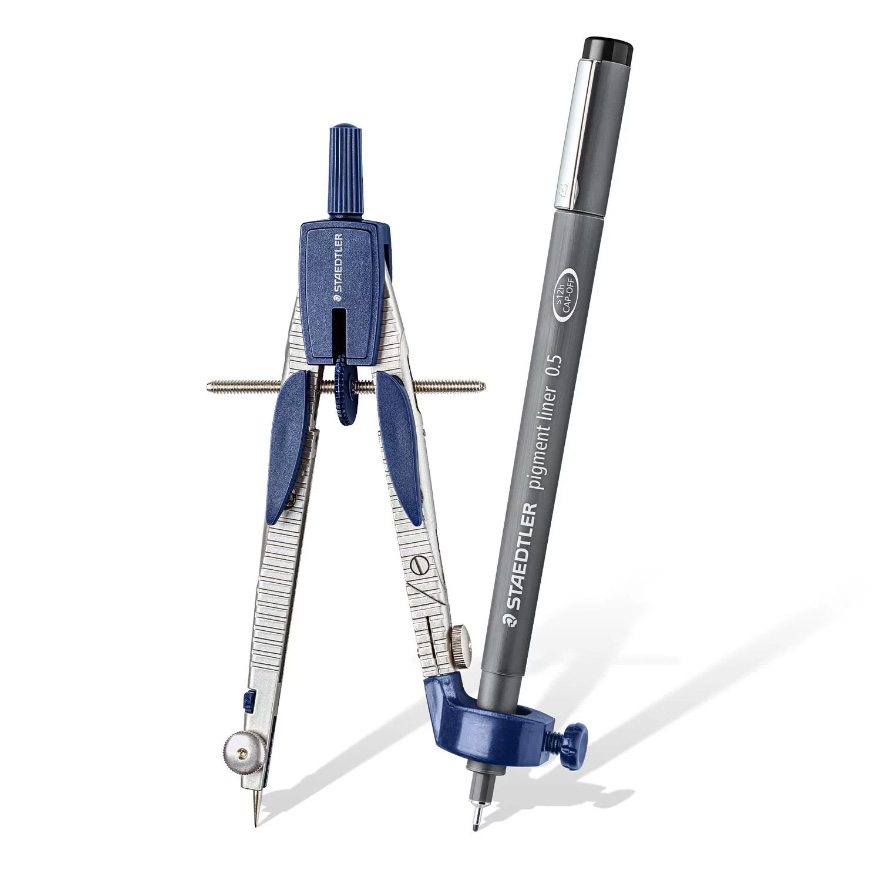 STAEDTLER
>12h
CAP-OFF
STAEDTLER pigment liner 0.5